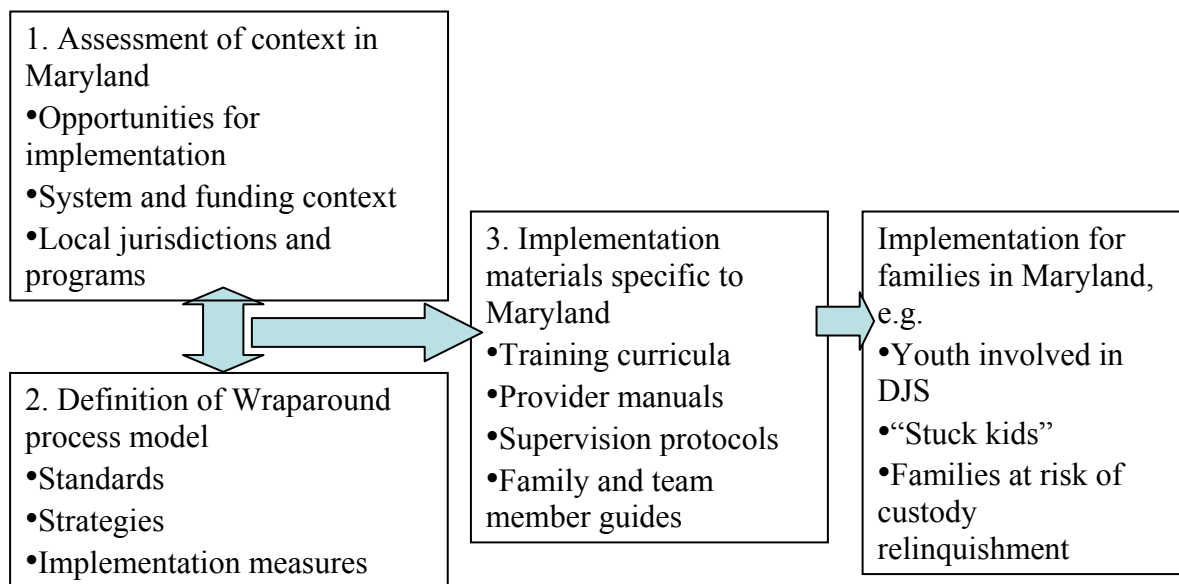 1. Assessment of context in
Maryland
•Opportunities for
implementation
•System and funding context
•Local jurisdictions and
programs
2. Definition of Wraparound
process model
•Standards
•Strategies
•Implementation measures
3. Implementation
materials specific to
Maryland
•Training curricula
•Provider manuals
•Supervision protocols
•Family and team
member guides
Implementation for
families in Maryland,
e.g.
•Youth involved in
DJS
•“Stuck kids”
•Families at risk of
custody
relinquishment